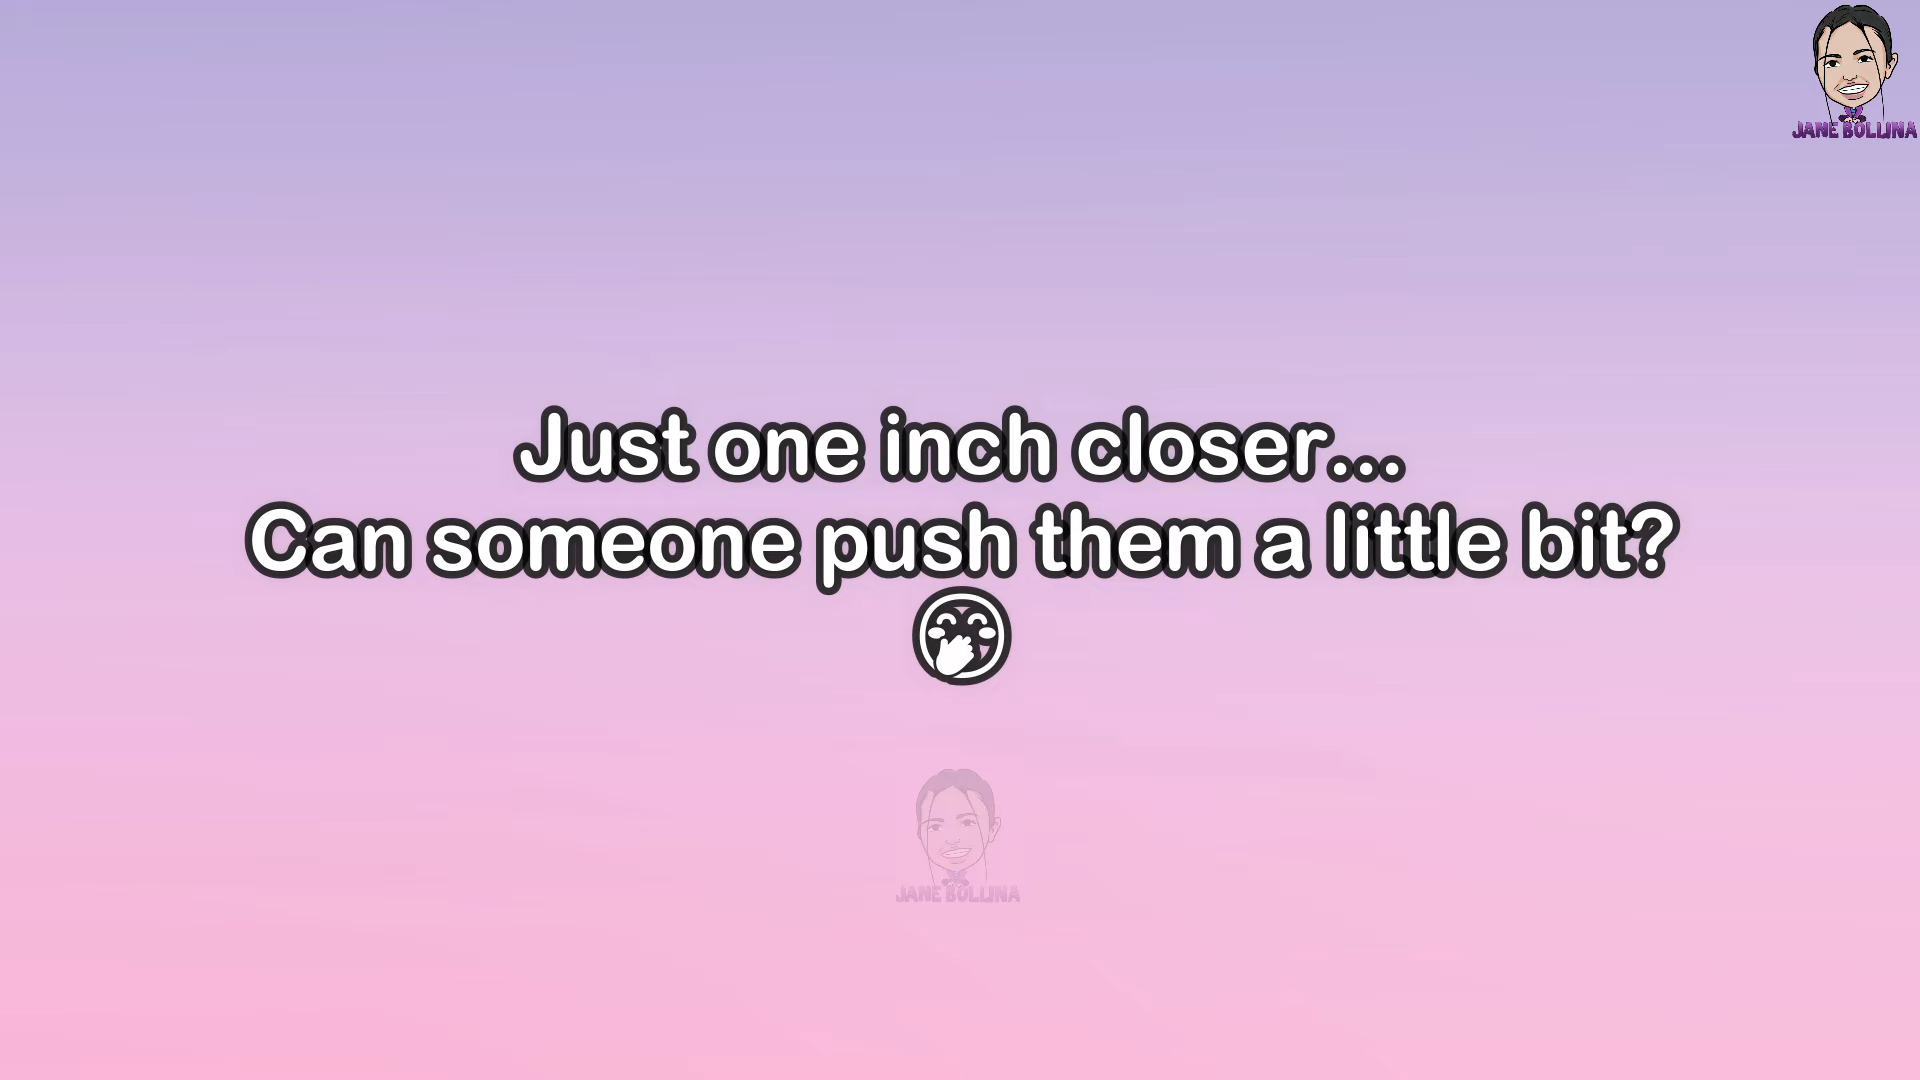 JANE BOLLINA
Just one inch closer...
Can someone push them a little bit?
🤭
JANE BOLLINA